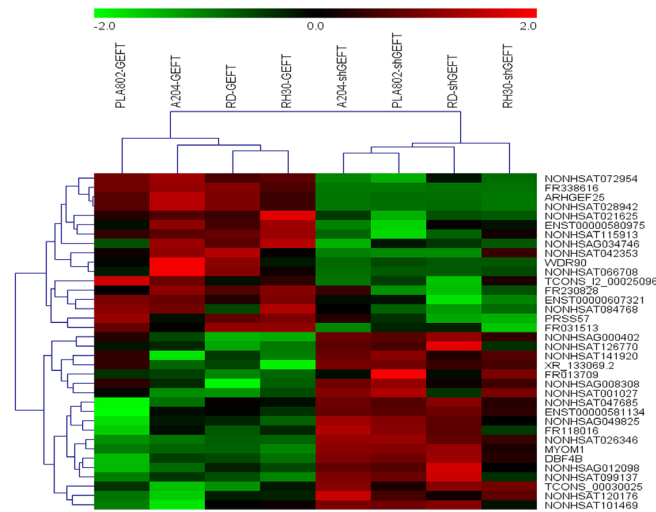 -2.0 0.0 2.0
PLA802-GEFT
A204-GEFT
RD-GEFT
RH30-GEFT
A204-shGEFT
PLA802-shGEFT
RD-shGEFT
RH30-shGEFT
NONHSAT072954
FR338616
ARHGEF25
NONHSAT028942
NONHSAT021625
ENST00000580975
NONHSAT115913
NONHSAG034746
NONHSAT042353
WDR90
NONHSAT066708
TCONS_l2_00025096
FR230828
ENST00000607321
NONHSAT084768
PRSS57
FR031513
NONHSAG000402
NONHSAT126770
NONHSAT141920
XR_133069.2
FR013709
NONHSAG008308
NONHSAT001027
NONHSAT047685
ENST00000581134
NONHSAG049825
FR118016
NONHSAT026346
MYOM1
DBF4B
NONHSAG012098
NONHSAT099137
TCONS_00030025
NONHSAT120176
NONHSAT101469